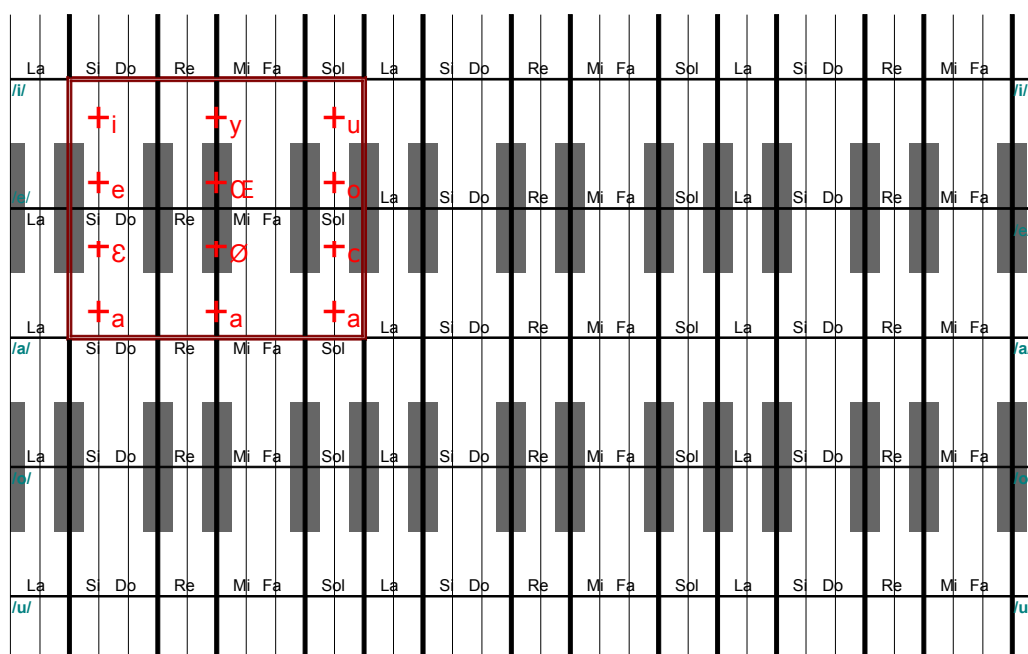 La Si Do Re Mi Fa Sol La Si Do Re Mi Fa Sol La Si Do Re Mi Fa
/i/ /i/
i y u
e Œ o
/e/ La Si Do Re Mi Fa Sol La Si Do Re Mi Fa
La Si Do Re Mi Fa Sol
/e
Ɛ Ø c
a a a
La La Si Do Re Mi Fa Sol La Si Do Re Mi Fa
/a/ Si Do Re Mi Fa Sol /a
La Si Do Re Mi Fa Sol La Si Do Re Mi Fa Sol La Si Do Re Mi Fa
/o/ /o
La Si Do Re Mi Fa Sol La Si Do Re Mi Fa Sol La Si Do Re Mi Fa
/u/ /u